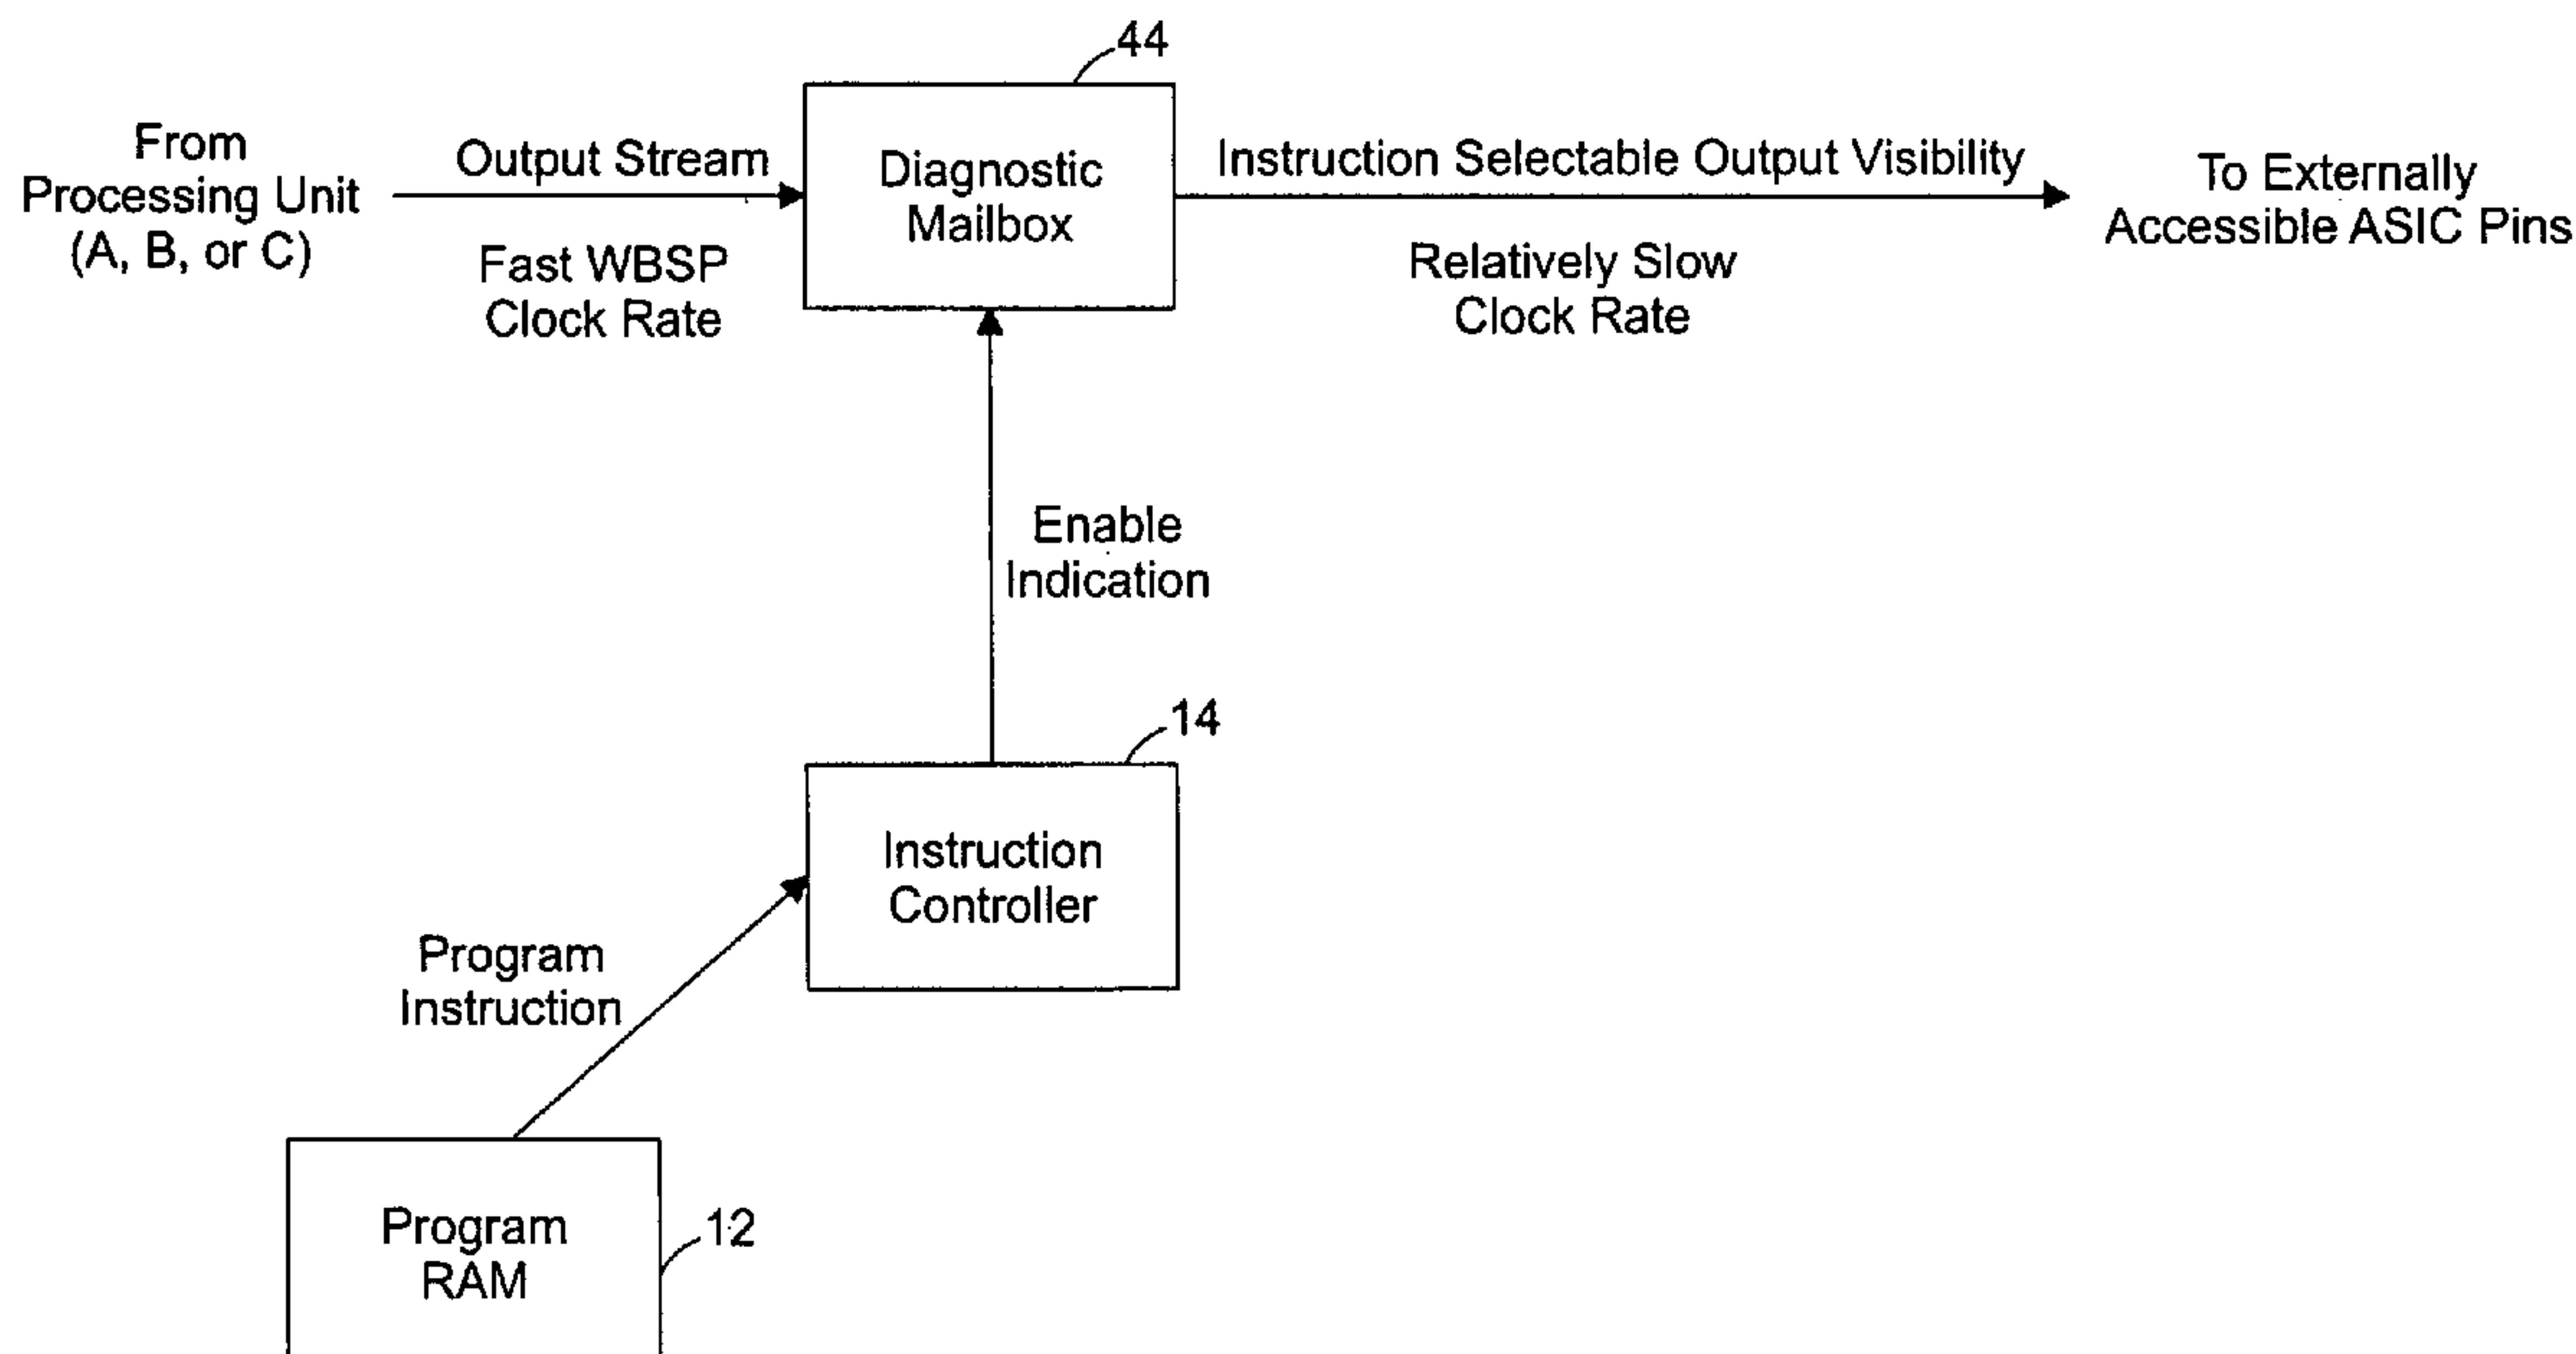 44
From
Processing Unit
(A, B, or C)
Output Stream
Fast WBSP
Clock Rate
Diagnostic
Mailbox
Instruction Selectable Output Visibility
Relatively Slow
Clock Rate
To Externally
Accessible ASIC Pins
Enable
Indication
14
Instruction
Controller
Program
Instruction
Program
RAM
12